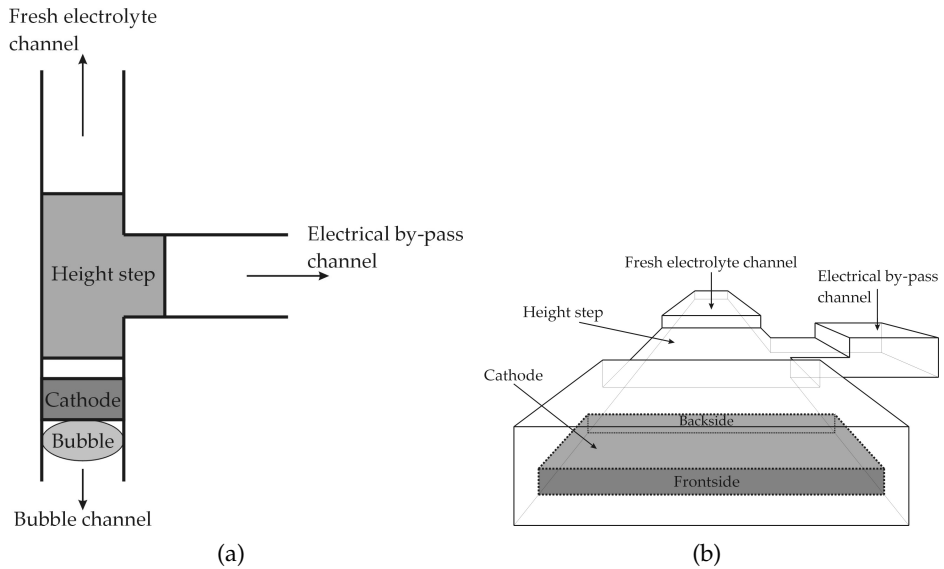 Fresh electrolyte
channel
Height step
Electrical by-pass
channel
Cathode
Bubble
Bubble channel
(a)
Fresh electrolyte channel
Electrical by-pass
channel
Height step
Cathode
Backside
Frontside
(b)